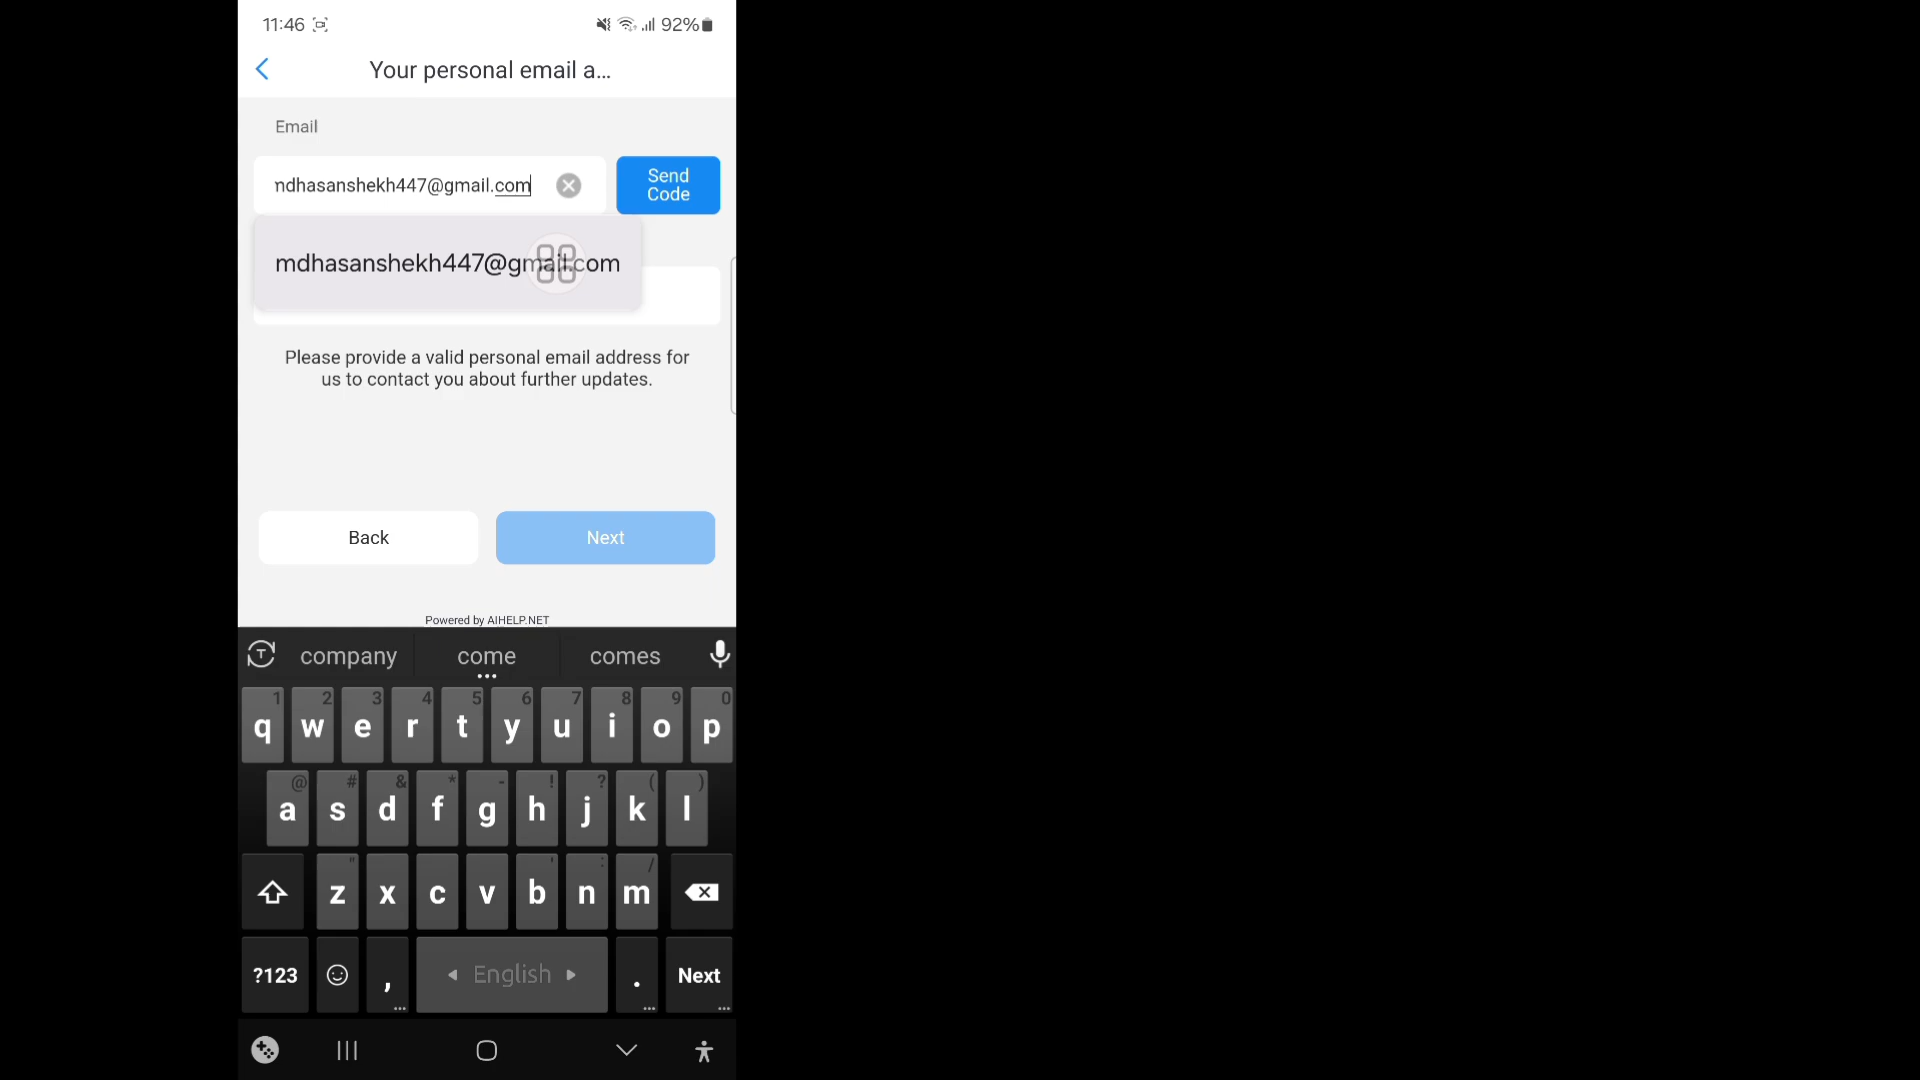 11:46
92%
Your personal email a...
Email
mdhasanshekh447@gmail.com
Send
Code
mdhasanshekh447@gmail.com
Please provide a valid personal email address for
us to contact you about further updates.
Back
Next
Powered by AIHELP.NET
T
company come comes
1 2 3 4 5 6 7 8 9 0
q w e r t y u i o p
@ # & * - ! ? ( )
a s d f g h j k l
" ' : /
z x c v b n m
?123 , English . Next